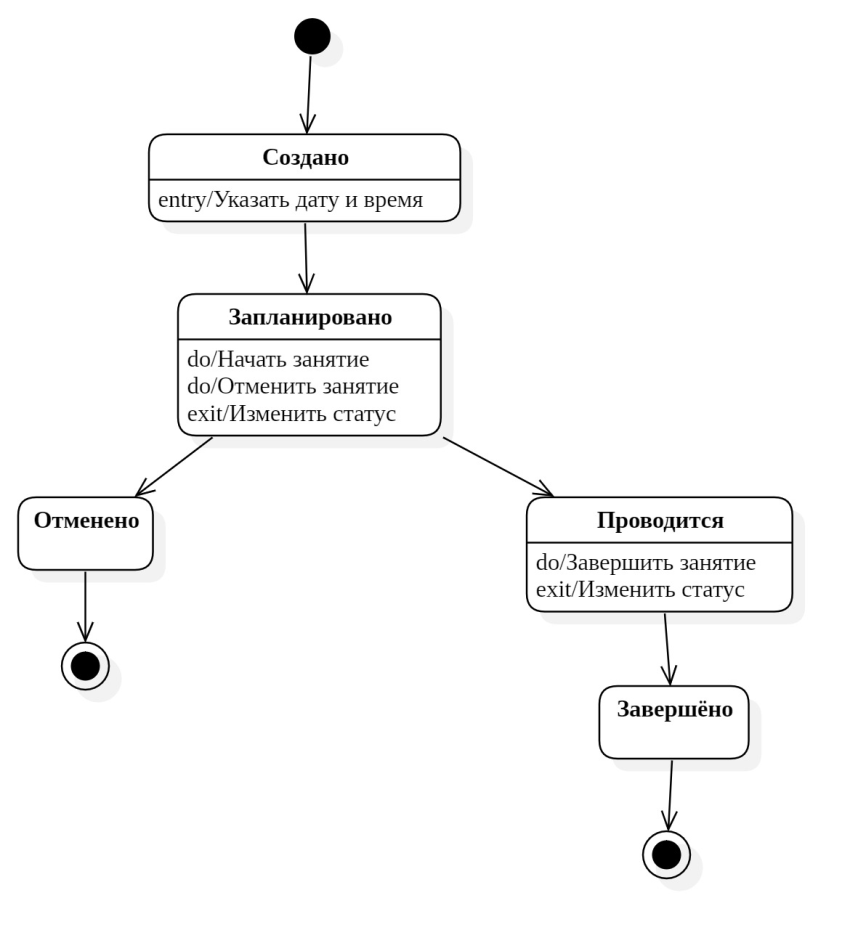 Создано
entry/Указать дату и время
Запланировано
do/Начать занятие
do/Отменить занятие
exit/Изменить статус
Отменено
Проводится
do/Завершить занятие
exit/Изменить статус
Завершёно